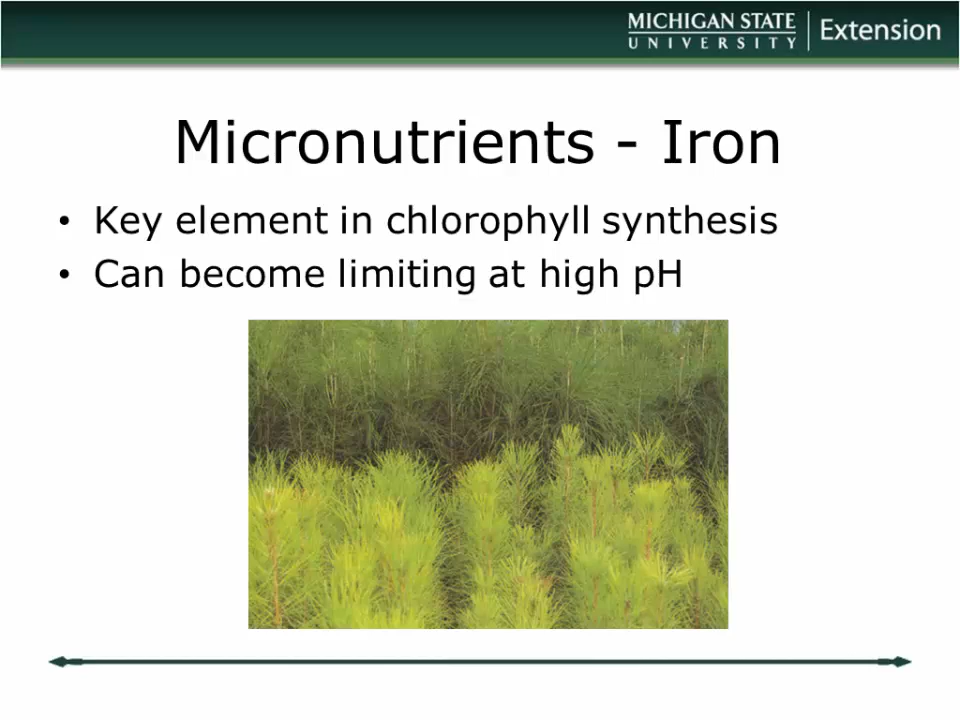 MICHIGAN STATE
UNIVERSITY
Extension
Micronutrients - Iron
• Key element in chlorophyll synthesis
• Can become limiting at high pH